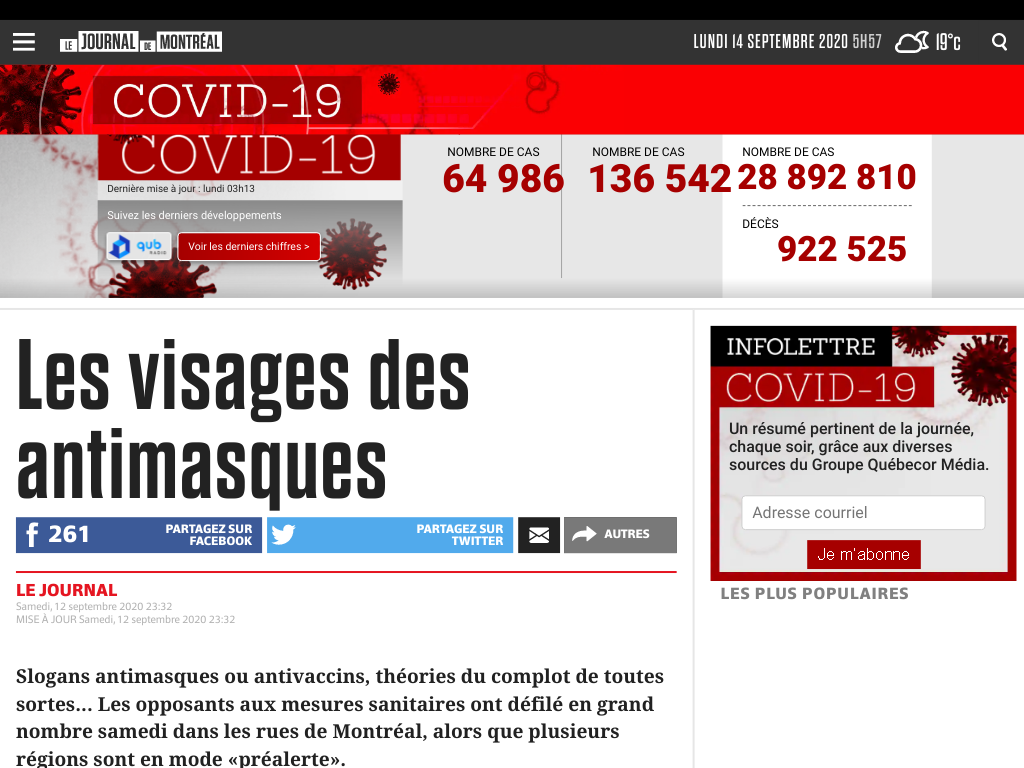 LE JOURNAL DE MONTRÉAL
LUNDI 14 SEPTEMBRE 2020 5H57
19°C
COVID-19
COVID-19
Dernière mise à jour : lundi 03h13
Suivez les derniers développements
qub RADIO
Voir les derniers chiffres >
NOMBRE DE CAS
64 986
NOMBRE DE CAS
136 542
NOMBRE DE CAS
28 892 810
DÉCÈS
922 525
Les visages des
antimasques
261
PARTAGEZ SUR
FACEBOOK
PARTAGEZ SUR
TWITTER
AUTRES
LE JOURNAL
Samedi, 12 septembre 2020 23:32
MISE À JOUR Samedi, 12 septembre 2020 23:32
Slogans antimasques ou antivaccins, théories du complot de toutes
sortes... Les opposants aux mesures sanitaires ont défilé en grand
nombre samedi dans les rues de Montréal, alors que plusieurs
régions sont en mode «préalerte».
INFOLETTRE
COVID-19
Un résumé pertinent de la journée,
chaque soir, grâce aux diverses
sources du Groupe Québecor Média.
Adresse courriel
Je m'abonne
LES PLUS POPULAIRES